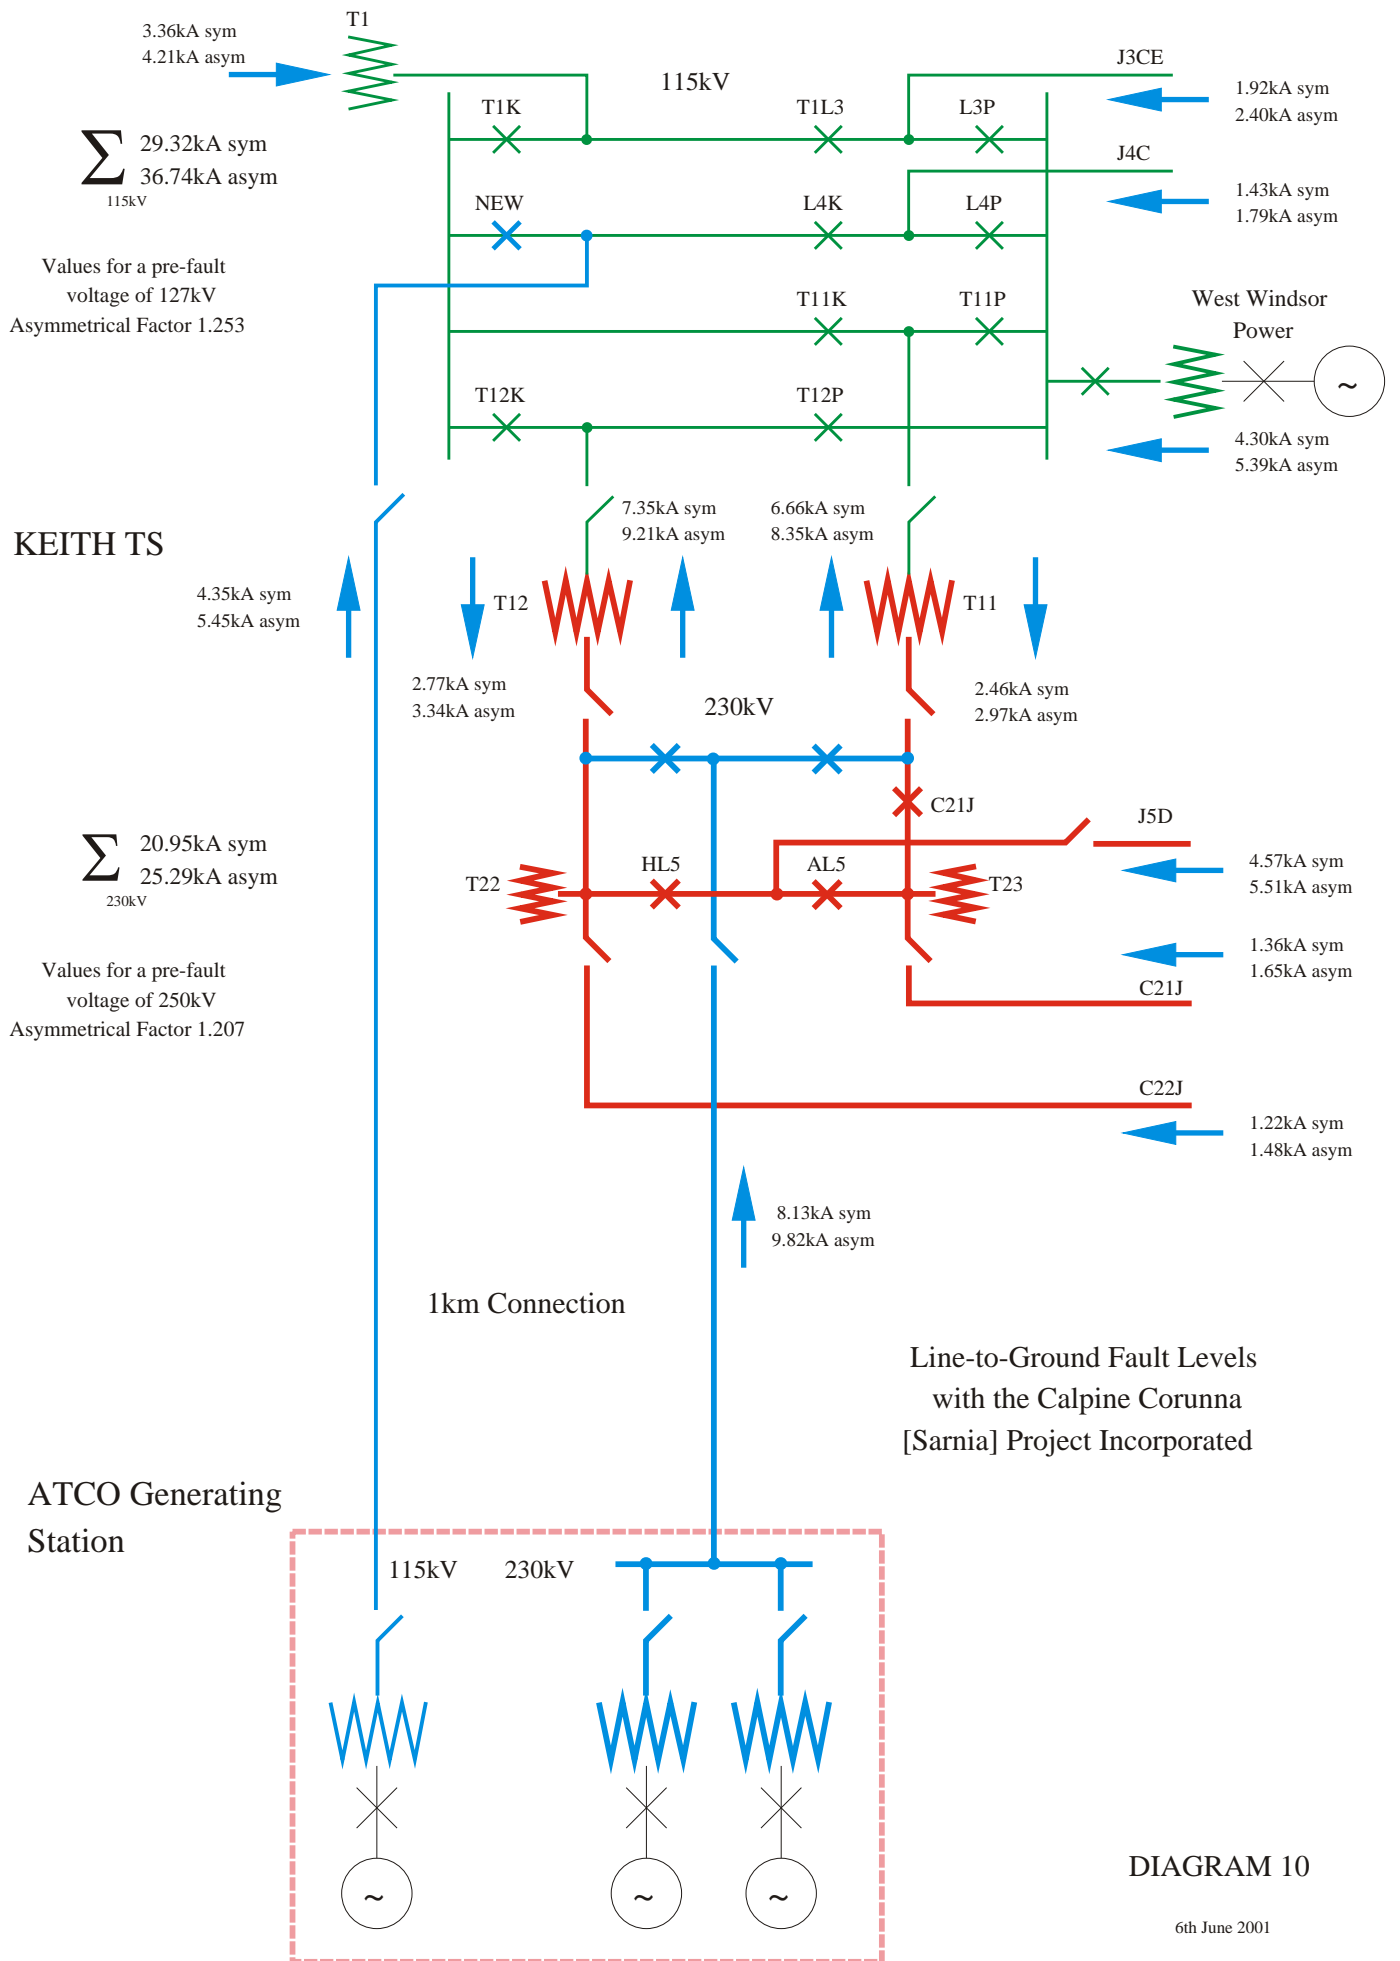 T1
3.36kA sym
4.21kA asym
115kV
J3CE
1.92kA sym
2.40kA asym
T1K
T1L3
L3P
Σ 29.32kA sym
36.74kA asym
115kV
J4C
1.43kA sym
1.79kA asym
NEW
L4K
L4P
Values for a pre-fault
voltage of 127kV
Asymmetrical Factor 1.253
T11K
T11P
West Windsor
Power
~
T12K
T12P
4.30kA sym
5.39kA asym
KEITH TS
7.35kA sym
9.21kA asym
6.66kA sym
8.35kA asym
4.35kA sym
5.45kA asym
T12
T11
2.77kA sym
3.34kA asym
230kV
2.46kA sym
2.97kA asym
C21J
J5D
Σ 20.95kA sym
25.29kA asym
230kV
T22
HL5
AL5
T23
4.57kA sym
5.51kA asym
Values for a pre-fault
voltage of 250kV
Asymmetrical Factor 1.207
1.36kA sym
1.65kA asym
C21J
C22J
1.22kA sym
1.48kA asym
8.13kA sym
9.82kA asym
1km Connection
Line-to-Ground Fault Levels
with the Calpine Corunna
[Sarnia] Project Incorporated
ATCO Generating
Station
115kV
230kV
~
~
~
DIAGRAM 10
6th June 2001